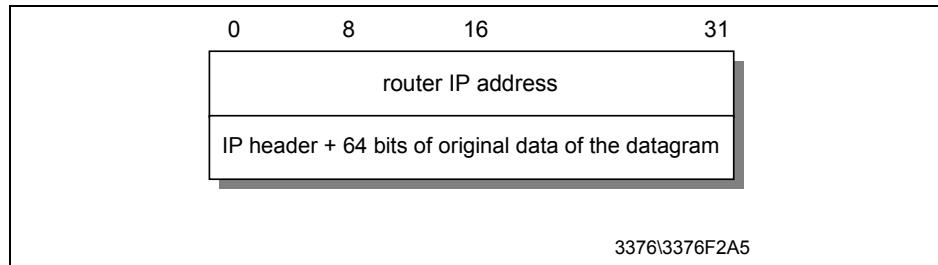 0 8 16 31
router IP address
IP header + 64 bits of original data of the datagram
3376\3376F2A5